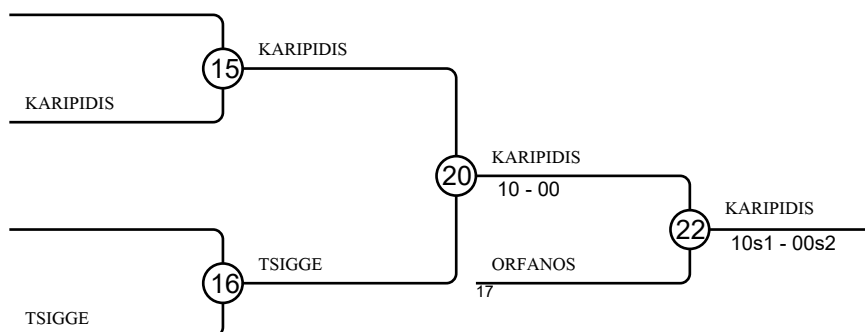 KARIPIDIS
15
KARIPIDIS
KARIPIDIS
20
10 - 00
KARIPIDIS
22
10s1 - 00s2
TSIGGE
16
TSIGGE
ORFANOS
17